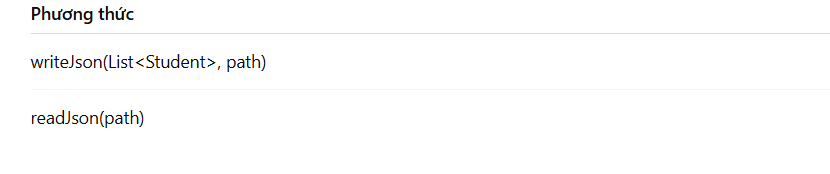 Phương thức
writeJson(List<Student>, path)
readJson(path)